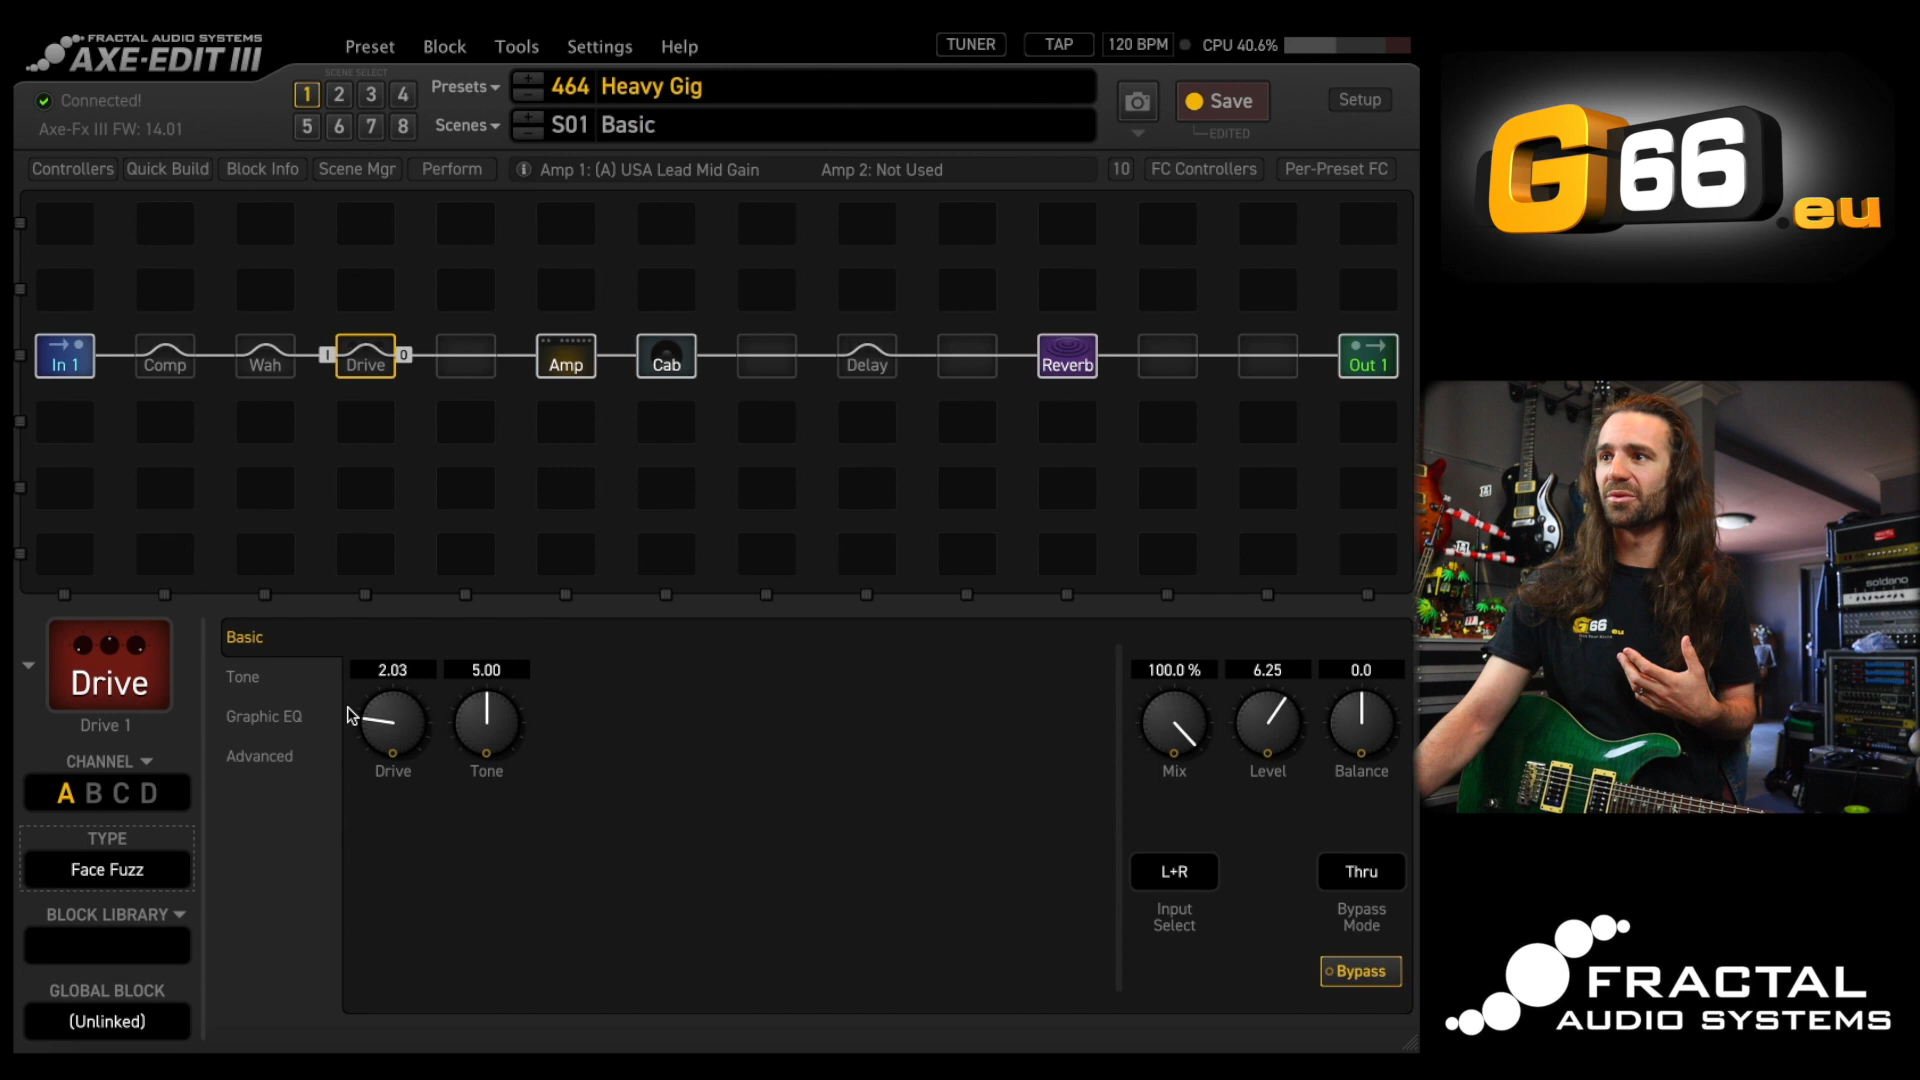 FRACTAL AUDIO SYSTEMS
AXE-EDIT III
Preset Block Tools Settings Help
TUNER TAP 120 BPM CPU 40.6%
SCENE SELECT
1 2 3 4
5 6 7 8
Connected!
Axe-Fx III FW: 14.01
Presets + - 464 Heavy Gig
Scenes + - S01 Basic
Save
EDITED
Setup
Controllers Quick Build Block Info Scene Mgr Perform
Amp 1: (A) USA Lead Mid Gain Amp 2: Not Used
10 FC Controllers Per-Preset FC
In 1 Comp Wah I Drive O Amp Cab Delay Reverb Out 1
Drive
Drive 1
CHANNEL
A B C D
TYPE
Face Fuzz
BLOCK LIBRARY
GLOBAL BLOCK
(Unlinked)
Basic
Tone
Graphic EQ
Advanced
2.03 5.00
Drive Tone
100.0 % 6.25 0.0
Mix Level Balance
L+R Thru
Input Select
Bypass Mode
Bypass
G66.eu
soldano
G66.eu
FRACTAL
AUDIO SYSTEMS